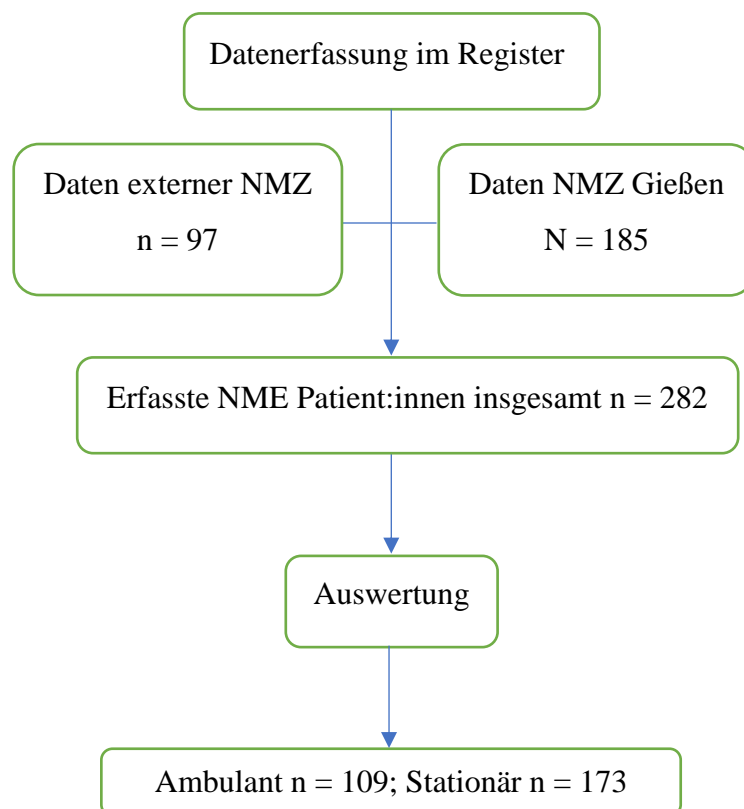 Datenerfassung im Register
Daten externer NMZ
n = 97
Daten NMZ Gießen
N = 185
Erfasste NME Patient:innen insgesamt n = 282
Auswertung
Ambulant n = 109; Stationär n = 173